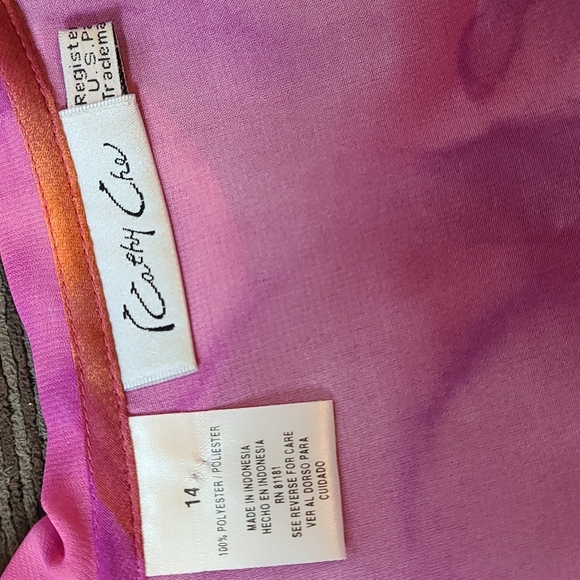 Registe
U.S.Pa
Tradema
Kathy Che
14
100% POLYESTER / POLIESTER
MADE IN INDONESIA
HECHO EN INDONESIA
RN 81181
SEE REVERSE FOR CARE
VER AL DORSO PARA
CUIDADO